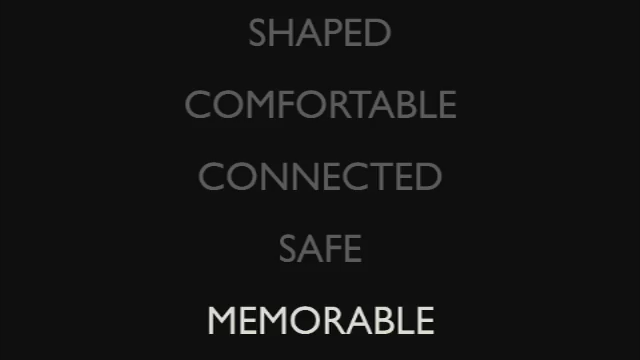 SHAPED
COMFORTABLE
CONNECTED
SAFE
MEMORABLE